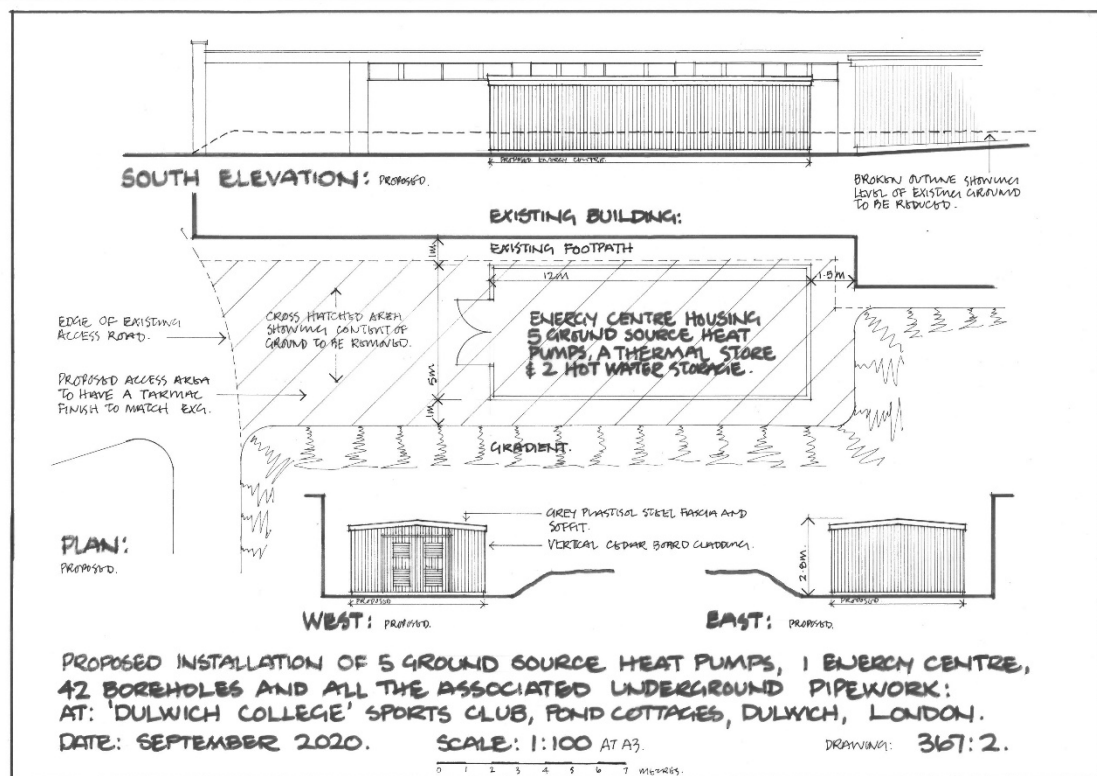 PROPOSED ENERGY CENTRE
SOUTH ELEVATION: PROPOSED.
BROKEN OUTLINE SHOWING
LEVEL OF EXISTING GROUND
TO BE REDUCED.
EXISTING BUILDING:
EXISTING FOOTPATH
1M
12M
1.5M
EDGE OF EXISTING
ACCESS ROAD.
CROSS HATCHED AREA
SHOWING CONTENT OF
GROUND TO BE REMOVED.
ENERGY CENTRE HOUSING
5 GROUND SOURCE HEAT
PUMPS, A THERMAL STORE
& 2 HOT WATER STORAGE.
PROPOSED ACCESS AREA
TO HAVE A TARMAC
FINISH TO MATCH EXG.
5M
1M
GRADIENT.
PLAN:
PROPOSED.
GREY PLASTISOL STEEL FASCIA AND
SOFFIT.
VERTICAL CEDAR BOARD CLADDING.
2.8M
PROPOSED
PROPOSED
WEST: PROPOSED.
EAST: PROPOSED.
PROPOSED INSTALLATION OF 5 GROUND SOURCE HEAT PUMPS, 1 ENERGY CENTRE,
42 BOREHOLES AND ALL THE ASSOCIATED UNDERGROUND PIPEWORK:
AT: 'DULWICH COLLEGE' SPORTS CLUB, POND COTTAGES, DULWICH, LONDON.
DATE: SEPTEMBER 2020. SCALE: 1:100 AT A3. DRAWING: 367:2.
0 1 2 3 4 5 6 7 METRES.